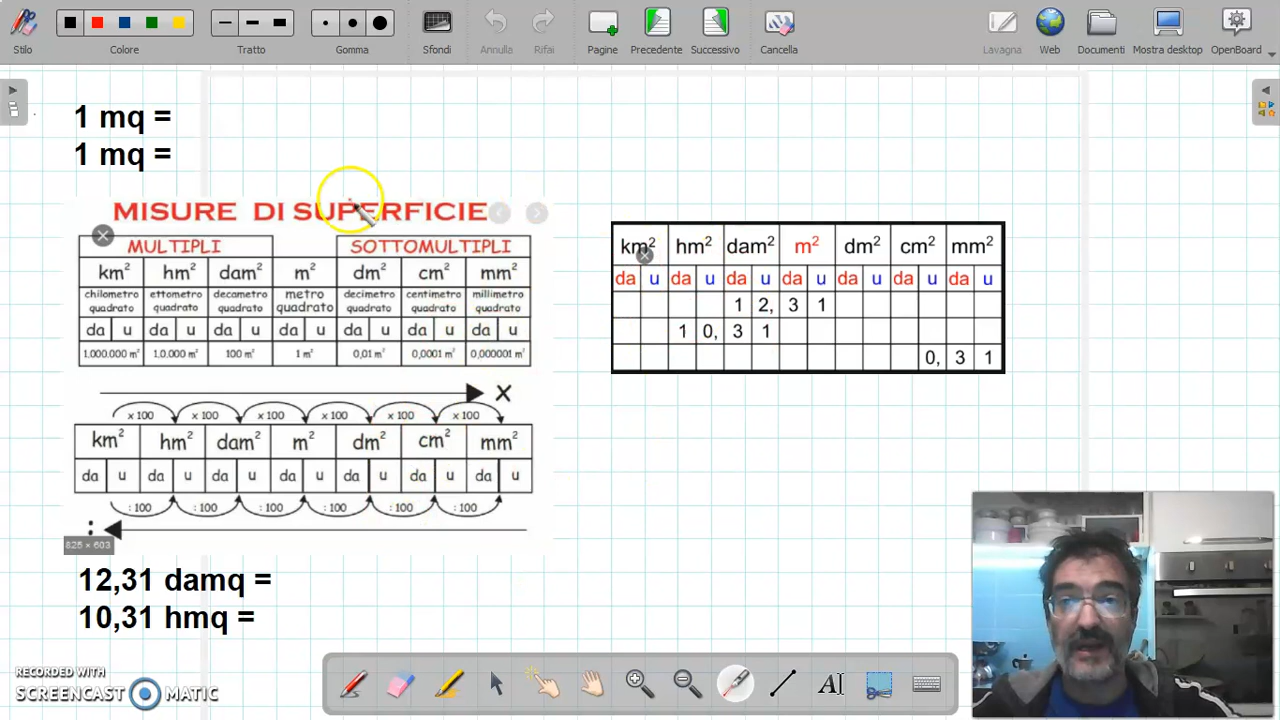 Stilo
Colore
Tratto
Gomma
Sfondi
Annulla
Rifai
Pagine
Precedente
Successivo
Cancella
Lavagna
Web
Documenti
Mostra desktop
OpenBoard
1 mq =
1 mq =
MISURE DI SUPERFICIE
MULTIPLI SOTTOMULTIPLI
km² hm² dam² m² dm² cm² mm²
chilometro quadrato ettometro quadrato decametro quadrato metro quadrato decimetro quadrato centimetro quadrato millimetro quadrato
da u da u da u da u da u da u da u
1.000.000 m² 1,0.000 m² 100 m² 1 m² 0,01 m² 0,0001 m² 0,000001 m²
X
x 100 x 100 x 100 x 100 x 100 x 100
km² hm² dam² m² dm² cm² mm²
da u da u da u da u da u da u da u
: 100 : 100 : 100 : 100 : 100 : 100
:
825 × 603
12,31 damq =
10,31 hmq =
km² hm² dam² m² dm² cm² mm²
da u da u da u da u da u da u da u
1 2, 3 1
1 0, 3 1
0, 3 1
RECORDED WITH
SCREENCAST MATIC
AI